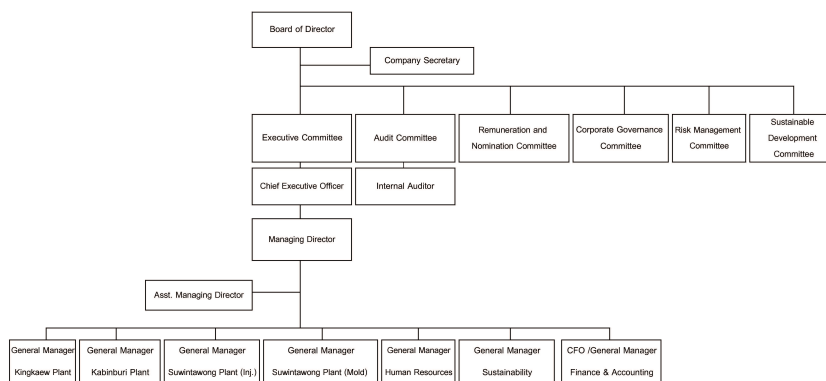 Board of Director
Company Secretary
Executive Committee
Audit Committee
Remuneration and
Nomination Committee
Corporate Governance
Committee
Risk Management
Committee
Sustainable
Development
Committee
Chief Executive Officer
Internal Auditor
Managing Director
Asst. Managing Director
General Manager
Kingkaew Plant
General Manager
Kabinburi Plant
General Manager
Suwintawong Plant (Inj.)
General Manager
Suwintawong Plant (Mold)
General Manager
Human Resources
General Manager
Sustainability
CFO /General Manager
Finance & Accounting